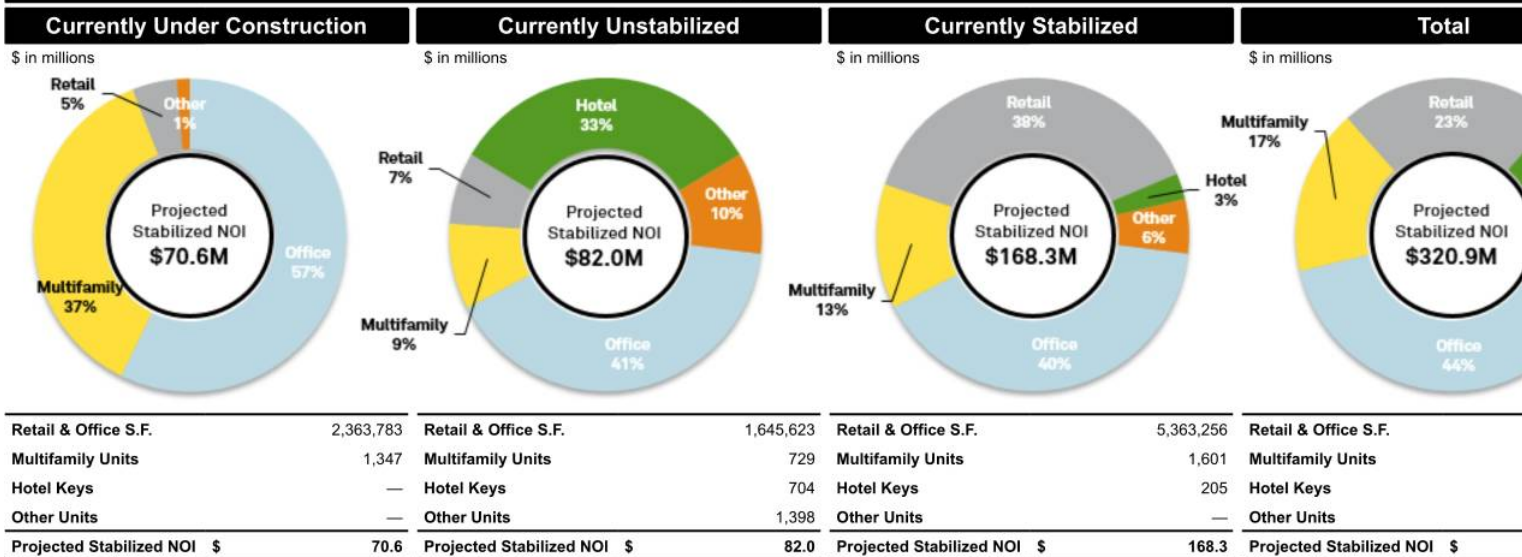 Currently Under Construction
$ in millions
Retail
5%
Other
1%
Projected
Stabilized NOI
$70.6M
Office
57%
Multifamily
37%
Retail & Office S.F. 2,363,783
Multifamily Units 1,347
Hotel Keys —
Other Units —
Projected Stabilized NOI $ 70.6
Currently Unstabilized
$ in millions
Hotel
33%
Retail
7%
Other
10%
Projected
Stabilized NOI
$82.0M
Multifamily
9%
Office
41%
Retail & Office S.F. 1,645,623
Multifamily Units 729
Hotel Keys 704
Other Units 1,398
Projected Stabilized NOI $ 82.0
Currently Stabilized
$ in millions
Retail
38%
Hotel
3%
Other
6%
Projected
Stabilized NOI
$168.3M
Multifamily
13%
Office
40%
Retail & Office S.F. 5,363,256
Multifamily Units 1,601
Hotel Keys 205
Other Units —
Projected Stabilized NOI $ 168.3
Total
$ in millions
Retail
23%
Multifamily
17%
Projected
Stabilized NOI
$320.9M
Office
44%
Retail & Office S.F.
Multifamily Units
Hotel Keys
Other Units
Projected Stabilized NOI $